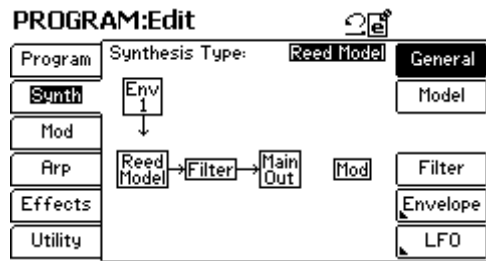 PROGRAM:Edit
Program
Synth
Mod
Arp
Effects
Utility
Synthesis Type: Reed Model
Env
1
Reed
Model
Filter
Main
Out
Mod
General
Model
Filter
Envelope
LFO